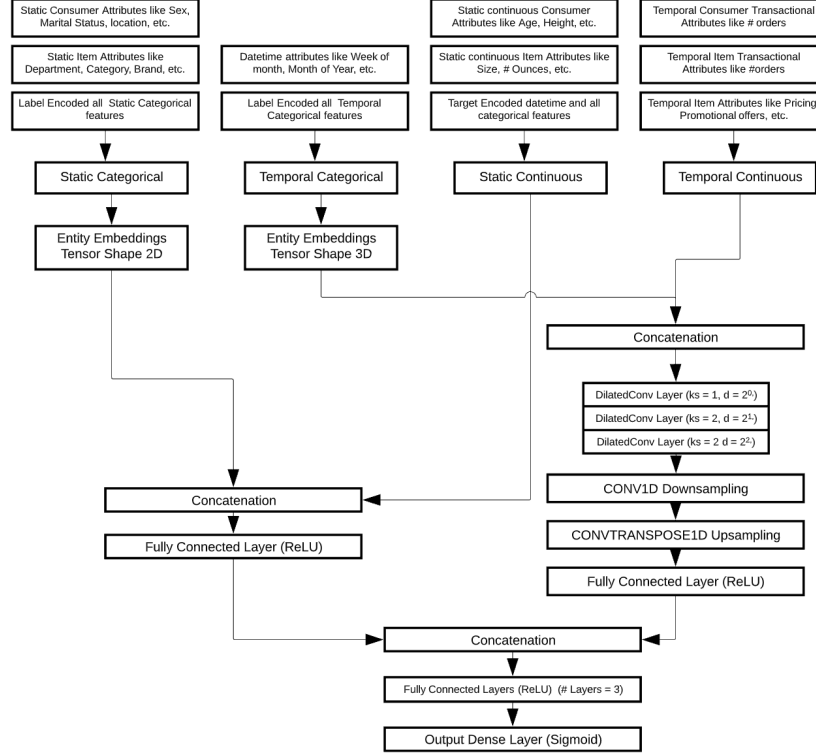 Static Consumer Attributes like Sex,
Marital Status, location, etc.
Static Item Attributes like
Department, Category, Brand, etc.
Label Encoded all Static Categorical
features
Datetime attributes like Week of
month, Month of Year, etc.
Label Encoded all Temporal
Categorical features
Static continuous Consumer
Attributes like Age, Height, etc.
Static continuous Item Attributes like
Size, # Ounces, etc.
Target Encoded datetime and all
categorical features
Temporal Consumer Transactional
Attributes like # orders
Temporal Item Transactional
Attributes like #orders
Temporal Item Attributes like Pricing,
Promotional offers, etc.
Static Categorical
Temporal Categorical
Static Continuous
Temporal Continuous
Entity Embeddings
Tensor Shape 2D
Entity Embeddings
Tensor Shape 3D
Concatenation
DilatedConv Layer (ks = 1, d = 2^0.)
DilatedConv Layer (ks = 2, d = 2^1.)
DilatedConv Layer (ks = 2 d = 2^2.)
CONV1D Downsampling
CONVTRANSPOSE1D Upsampling
Fully Connected Layer (ReLU)
Concatenation
Fully Connected Layer (ReLU)
Concatenation
Fully Connected Layers (ReLU) (# Layers = 3)
Output Dense Layer (Sigmoid)